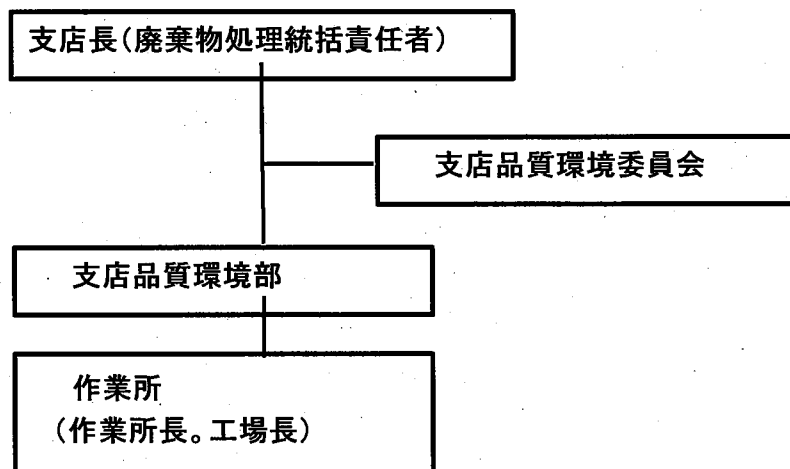 支店長(廃棄物処理統括責任者)
支店品質環境委員会
支店品質環境部
作業所
(作業所長。工場長)